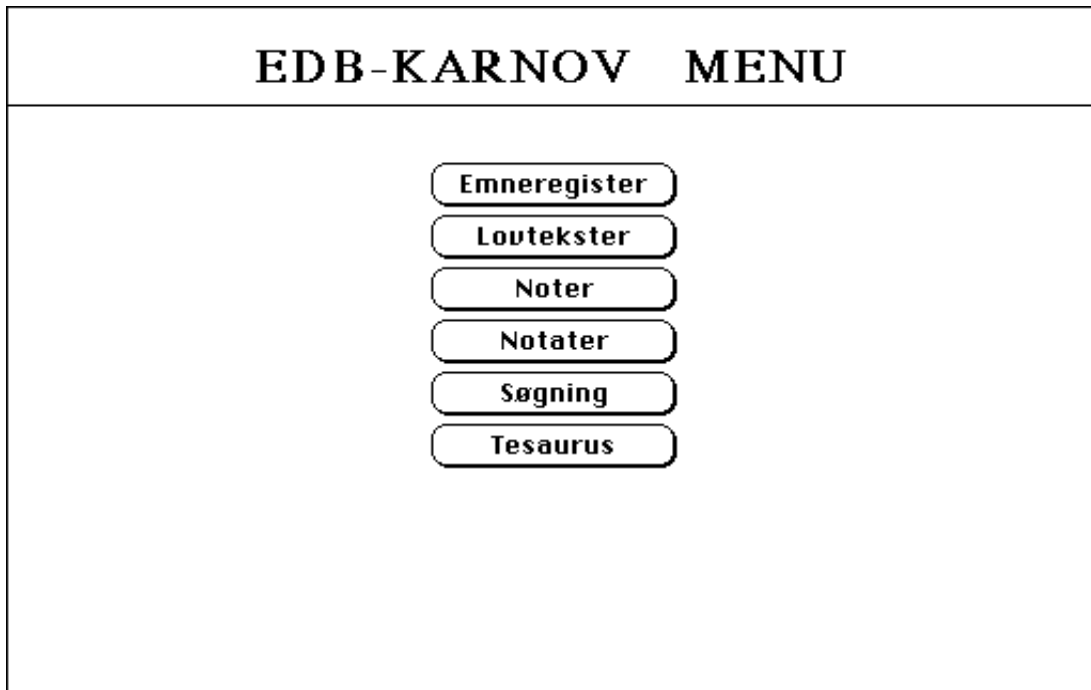 EDB-KARNOV MENU
Emneregister
Lovtekster
Noter
Notater
Søgning
Tesaurus